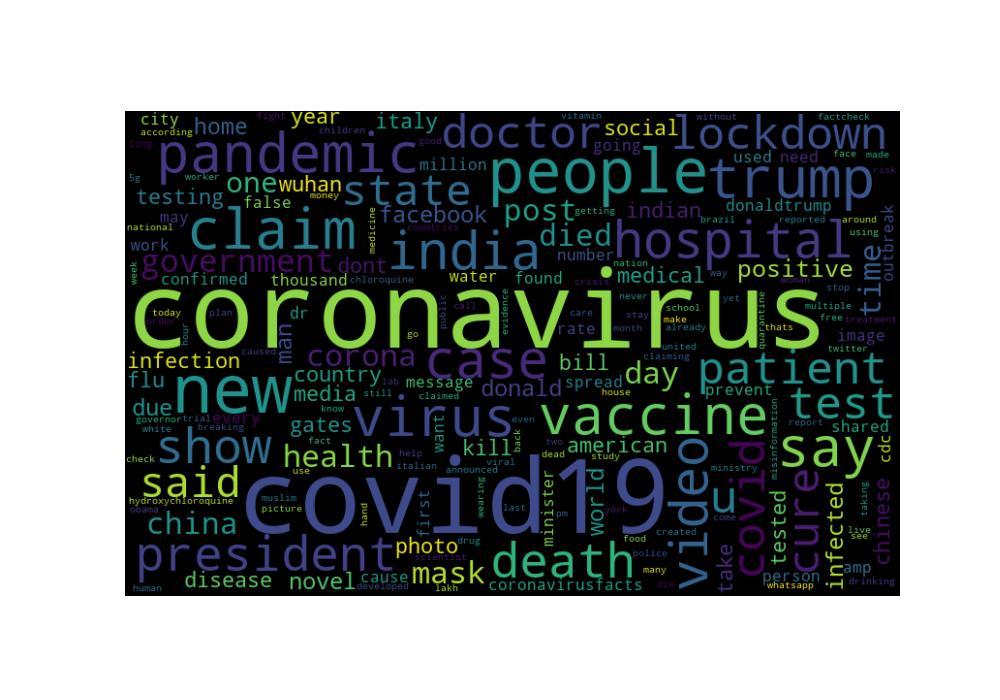 city
according
home
year
italy
fight
children
good
doctor
vitamin
social
going
without
lockdown
factcheck
long
pandemic
million
people
used
need
face
made
trump
risk
5g
worker
testing
false
one
wuhan
money
state
may
national
claim
medicine
facebook
countries
post
getting
indian
donaldtrump
brazil
reported
around
using
outbreak
work
government
dont
india
died
number
hospital
time
week
confirmed
thousand
chloroquine
water
found
crisis
medical
way
positive
woman
yet
stop
coronavirus
today
plan
order
hour
dr
man
go
public
call
evidence
care
rate
month
never
stay
school
make
already
quarantine
thats
multiple
free
treatment
image
twitter
infection
caused
corona
case
bill
united
claiming
day
patient
flu
new
country
lab
still
message
claimed
donald
spread
house
prevent
test
due
media
know
every
governor
trial
white
breaking
gates
virus
want
even
back
vaccine
misinformation
shared
report
say
cdc
show
fact
health
help
italian
announced
viral
kill
two
dead
study
american
ministry
check
said
use
hydroxychloroquine
obama
muslim
picture
covid19
hand
first
wearing
last
minister
pm
world
york
video
u
come
covid
tested
cure
infected
taking
live
see
chinese
china
president
photo
scientist
drug
death
food
created
police
many
take
person
amp
human
disease
novel
cause
developed
mask
lakh
coronavirusfacts
die
whatsapp
drinking